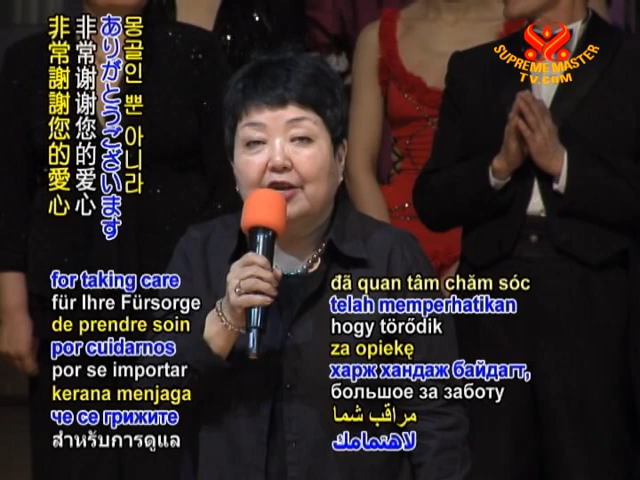 非常謝謝您的愛心
非常谢谢您的爱心
ありがとうございます
몽골인 뿐 아니라
SUPREME MASTER
TV.com
for taking care
für Ihre Fürsorge
de prendre soin
por cuidarnos
por se importar
kerana menjaga
че се грижите
สำหรับการดูแล
đã quan tâm chăm sóc
telah memperhatikan
hogy törődik
za opiekę
харж хандаж байдагт,
большое за заботу
مراقب شما
لاهتمامك